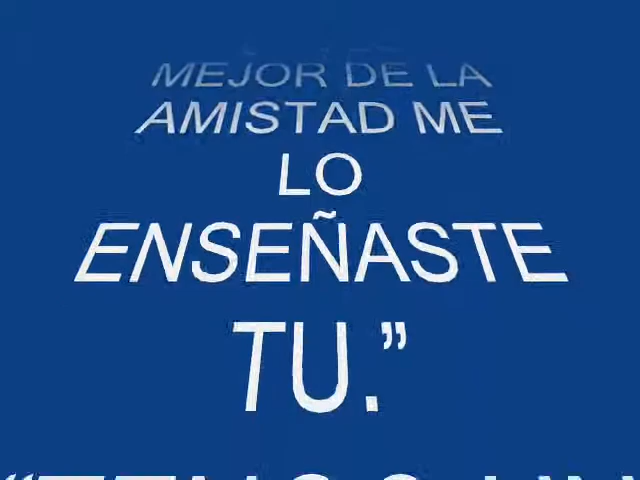 MEJOR DE LA
AMISTAD ME
LO
ENSEÑASTE
TU.”